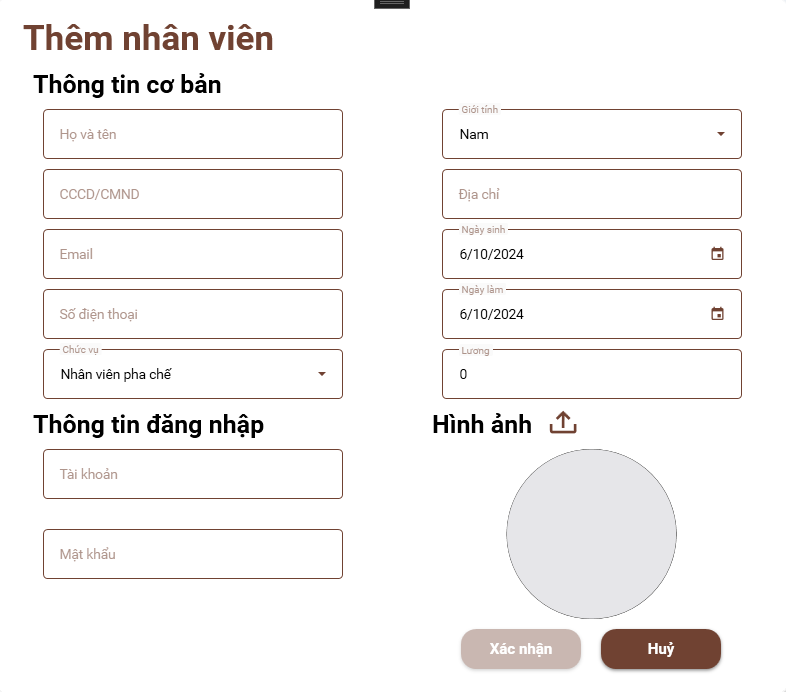 Thêm nhân viên
Thông tin cơ bản
Họ và tên
Giới tính
Nam
CCCD/CMND
Địa chỉ
Email
Ngày sinh
6/10/2024
Số điện thoại
Ngày làm
6/10/2024
Chức vụ
Nhân viên pha chế
Lương
0
Thông tin đăng nhập
Hình ảnh
Tài khoản
Mật khẩu
Xác nhận
Huỷ